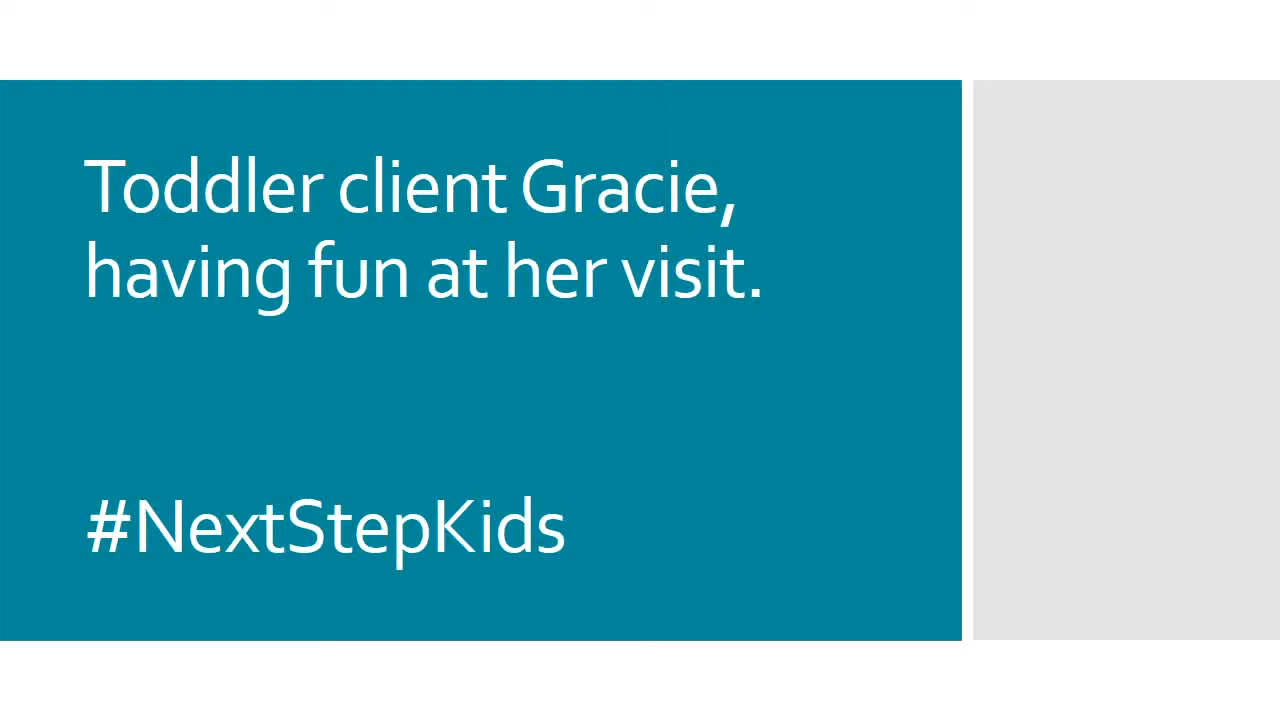 Toddler client Gracie,
having fun at her visit.
#NextStepKids